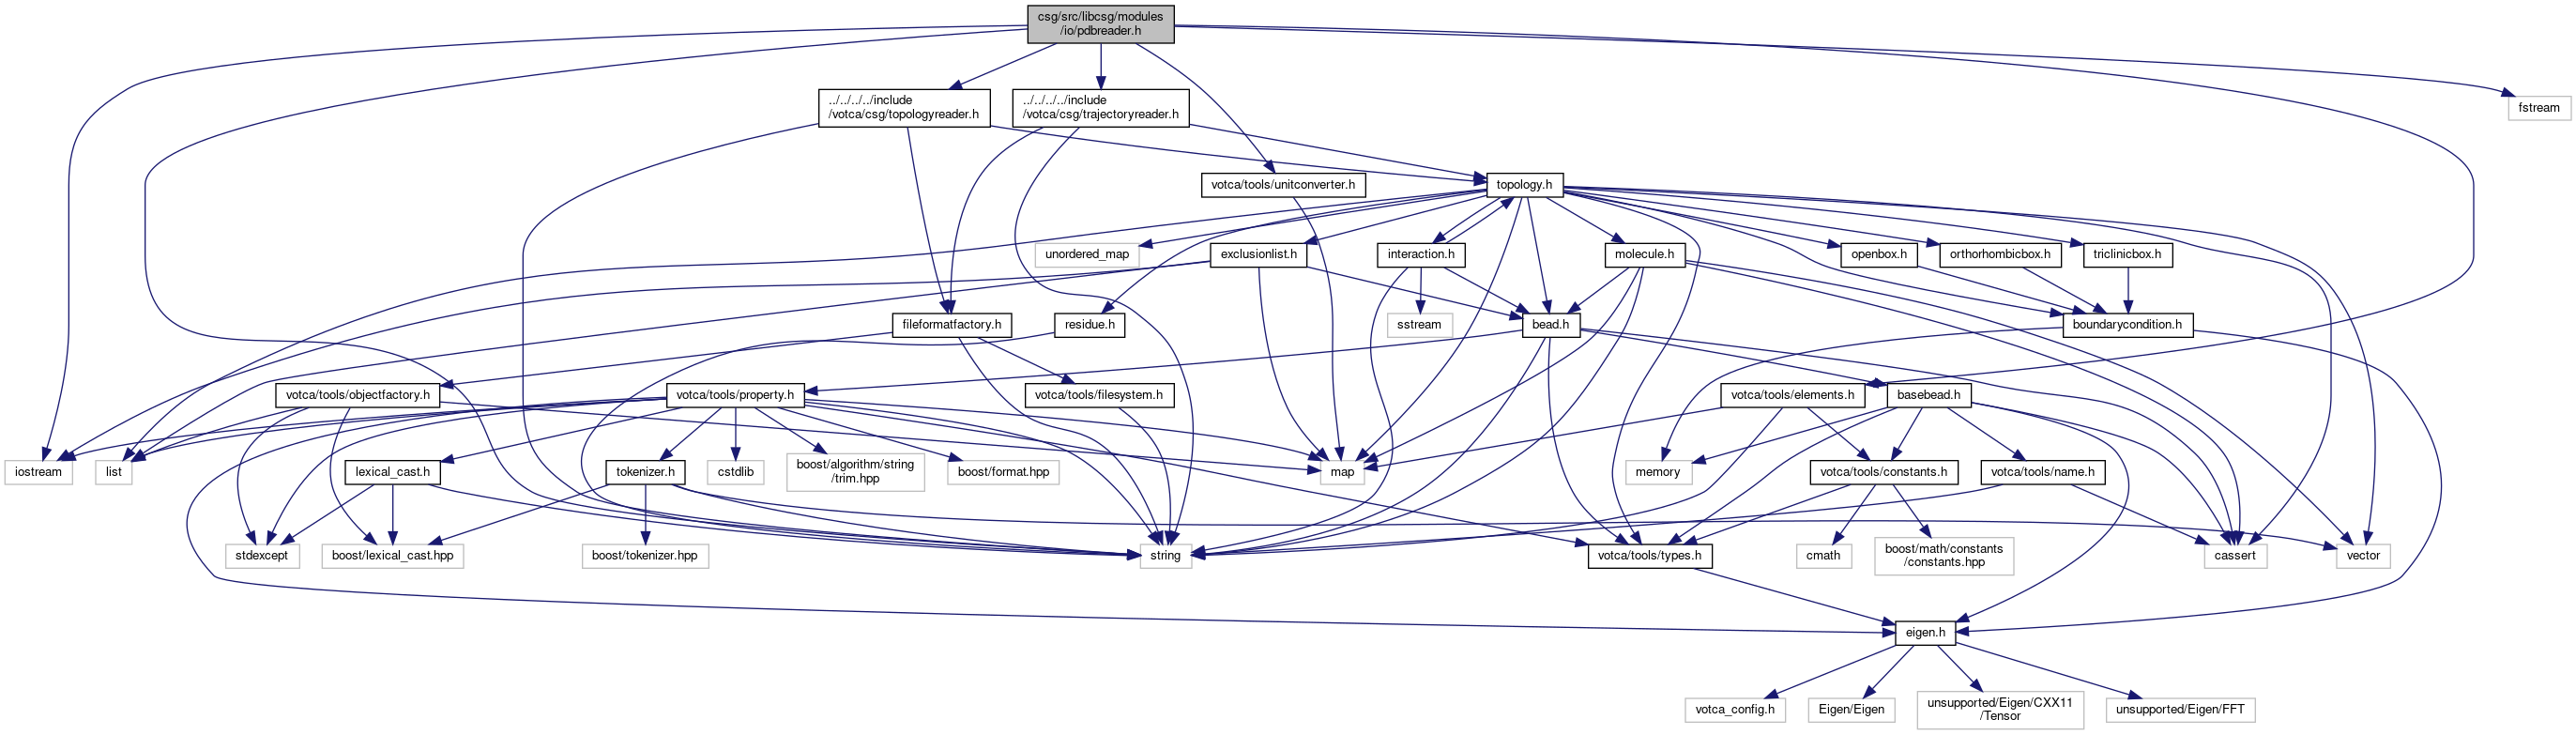 csg/src/libcsg/modules
/io/pdbreader.h
../../../../include
/votca/csg/topologyreader.h
../../../../include
/votca/csg/trajectoryreader.h
fstream
votca/tools/unitconverter.h
topology.h
unordered_map
exclusionlist.h
interaction.h
molecule.h
openbox.h
orthorhombicbox.h
triclinicbox.h
fileformatfactory.h
residue.h
sstream
bead.h
boundarycondition.h
votca/tools/objectfactory.h
votca/tools/property.h
votca/tools/filesystem.h
votca/tools/elements.h
basebead.h
iostream
list
lexical_cast.h
tokenizer.h
cstdlib
boost/algorithm/string
/trim.hpp
boost/format.hpp
map
memory
votca/tools/constants.h
votca/tools/name.h
stdexcept
boost/lexical_cast.hpp
boost/tokenizer.hpp
string
votca/tools/types.h
cmath
boost/math/constants
/constants.hpp
cassert
vector
eigen.h
votca_config.h
Eigen/Eigen
unsupported/Eigen/CXX11
/Tensor
unsupported/Eigen/FFT